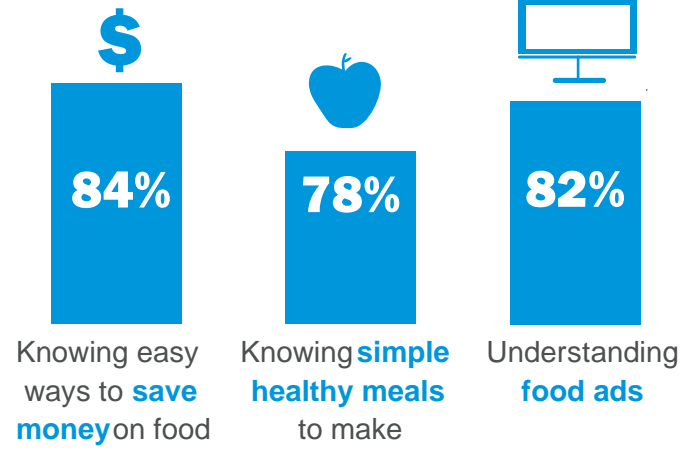 $
84%
78%
82%
Knowing easy
ways to save
money on food
Knowing simple
healthy meals
to make
Understanding
food ads